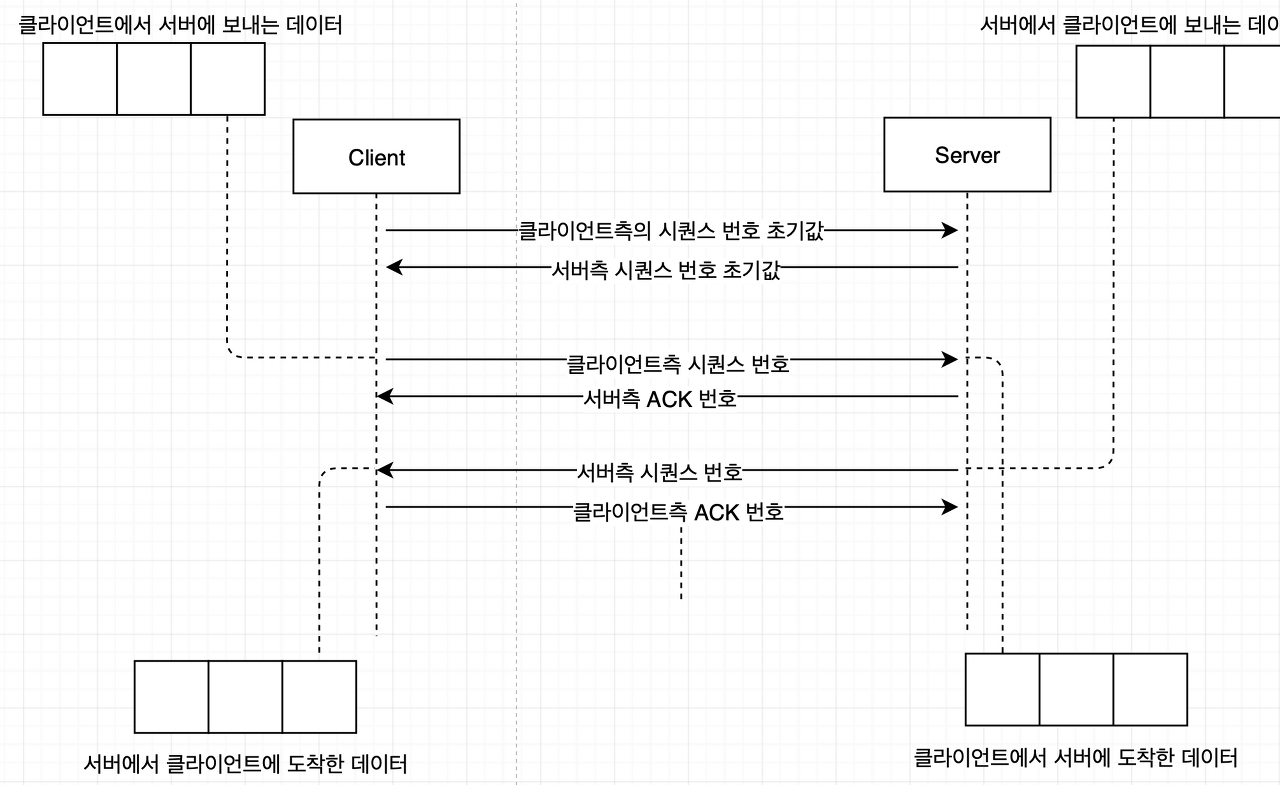 클라이언트에서 서버에 보내는 데이터
서버에서 클라이언트에 보내는 데이
Client
Server
클라이언트측의 시퀀스 번호 초기값
서버측 시퀀스 번호 초기값
클라이언트측 시퀀스 번호
서버측 ACK 번호
서버측 시퀀스 번호
클라이언트측 ACK 번호
서버에서 클라이언트에 도착한 데이터
클라이언트에서 서버에 도착한 데이터